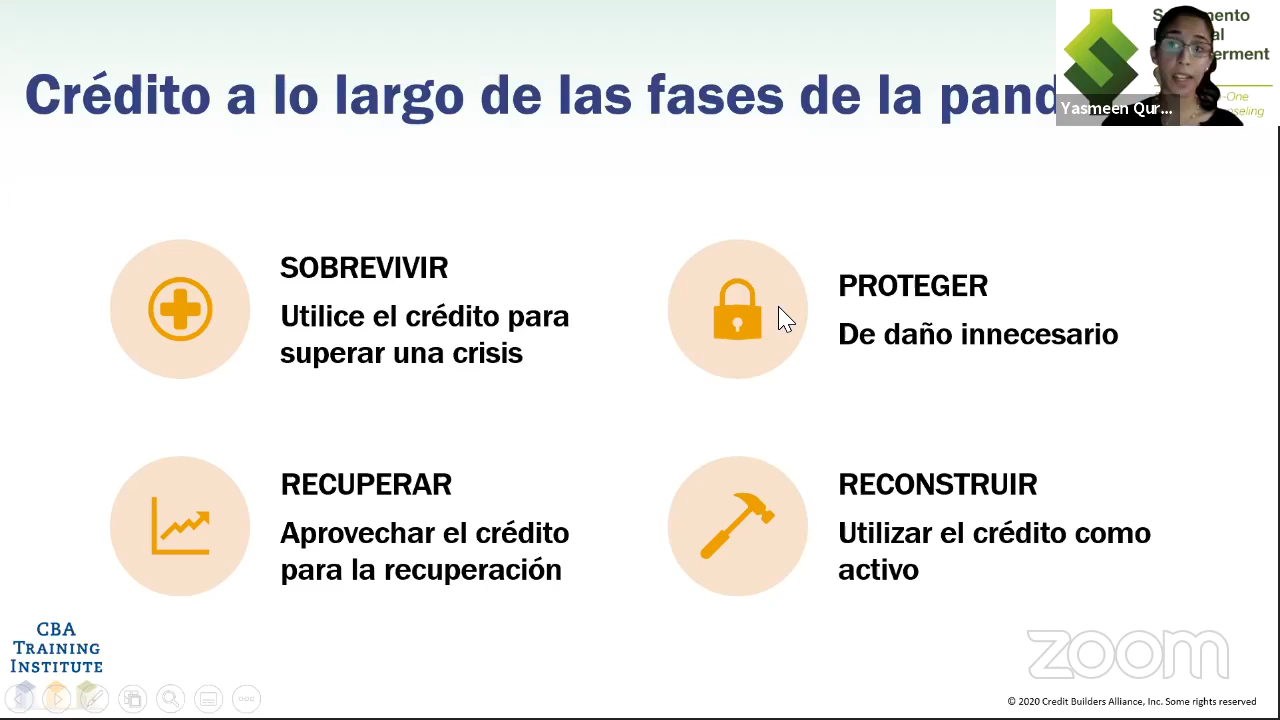 Crédito a lo largo de las fases de la pand
Yasmeen Qur...
SOBREVIVIR
Utilice el crédito para
superar una crisis
PROTEGER
De daño innecesario
RECUPERAR
Aprovechar el crédito
para la recuperación
RECONSTRUIR
Utilizar el crédito como
activo
CBA
TRAINING
INSTITUTE
zoom
© 2020 Credit Builders Alliance, Inc. Some rights reserved